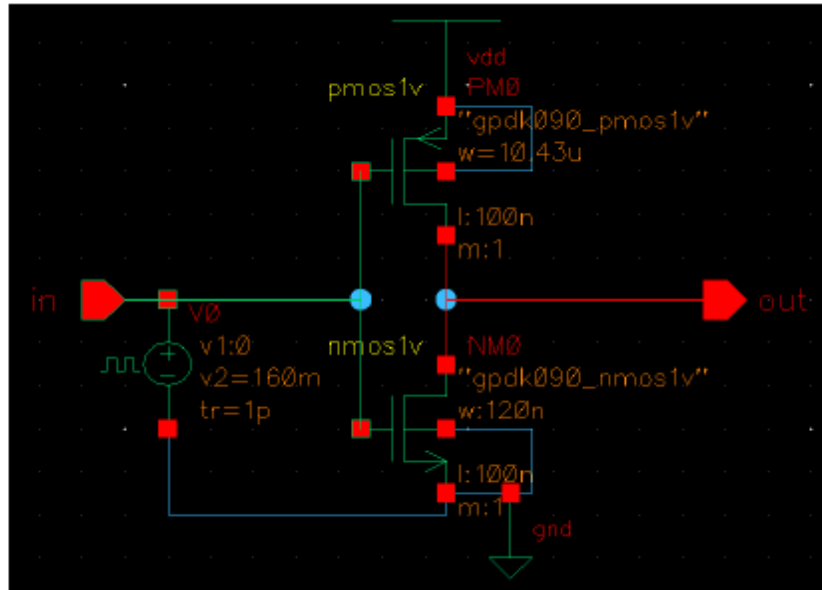 vdd
pmos1v
PM0
"gpdk090_pmos1v"
w=10.43u
l:100n
m:1
in
out
V0
v1:0
v2=160m
tr=1p
nmos1v
NM0
"gpdk090_nmos1v"
w:120n
l:100n
m:1
gnd